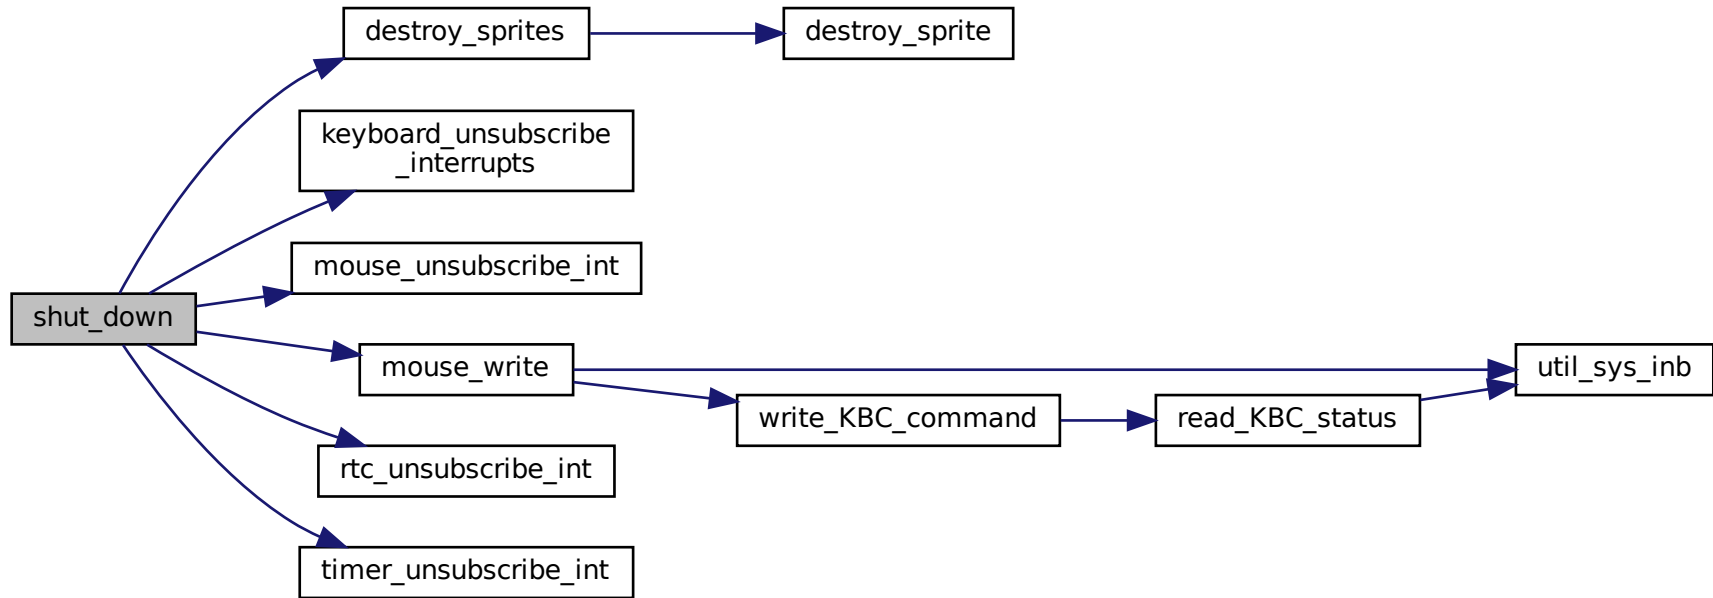 destroy_sprites
destroy_sprite
keyboard_unsubscribe
_interrupts
mouse_unsubscribe_int
shut_down
mouse_write
util_sys_inb
write_KBC_command
read_KBC_status
rtc_unsubscribe_int
timer_unsubscribe_int